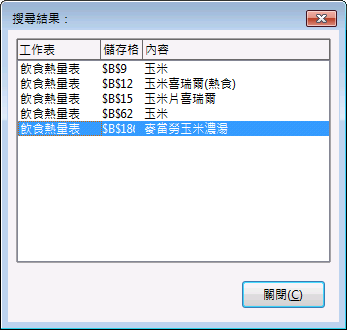 搜尋結果：
工作表 儲存格 內容
飲食熱量表 $B$9 玉米
飲食熱量表 $B$12 玉米喜瑞爾(熱食)
飲食熱量表 $B$15 玉米片喜瑞爾
飲食熱量表 $B$62 玉米
飲食熱量表 $B$18 麥當勞玉米濃湯
關閉(C)